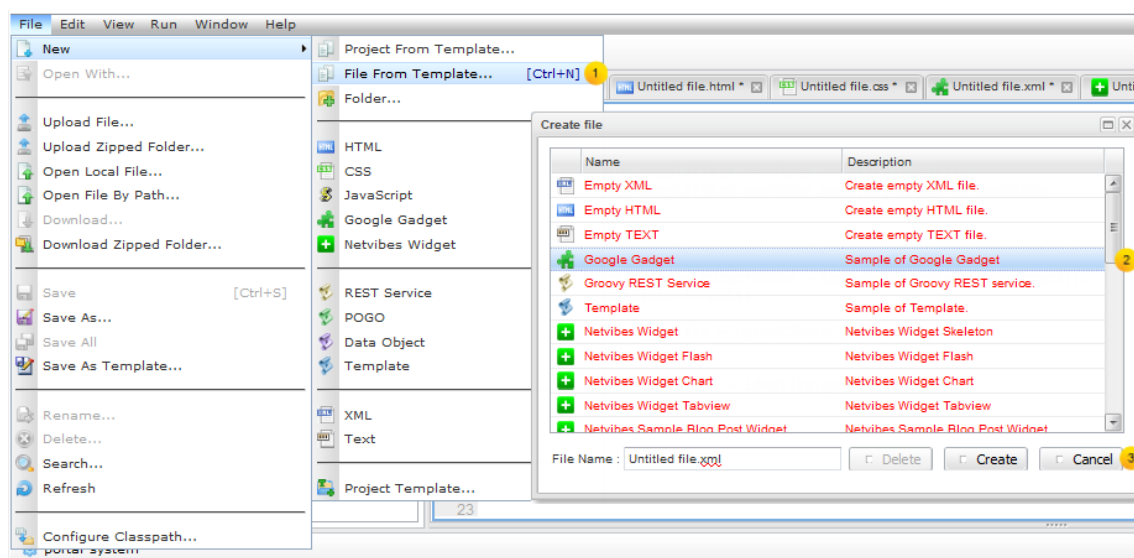 File Edit View Run Window Help
New
Open With...
Upload File...
Upload Zipped Folder...
Open Local File...
Open File By Path...
Download...
Download Zipped Folder...
Save [Ctrl+S]
Save As...
Save All
Save As Template...
Rename...
Delete...
Search...
Refresh
Configure Classpath...
portal system
Project From Template...
File From Template... [Ctrl+N] 1
Folder...
HTML
CSS
JavaScript
Google Gadget
Netvibes Widget
REST Service
POGO
Data Object
Template
XML
Text
Project Template...
23
Untitled file.html * Untitled file.css * Untitled file.xml * Unti
Create file
Name Description
Empty XML Create empty XML file.
Empty HTML Create empty HTML file.
Empty TEXT Create empty TEXT file.
Google Gadget Sample of Google Gadget 2
Groovy REST Service Sample of Groovy REST service.
Template Sample of Template.
Netvibes Widget Netvibes Widget Skeleton
Netvibes Widget Flash Netvibes Widget Flash
Netvibes Widget Chart Netvibes Widget Chart
Netvibes Widget Tabview Netvibes Widget Tabview
Netvibes Sample Blog Post Widget Netvibes Sample Blog Post Widget
File Name : Untitled file.xml Delete Create Cancel 3